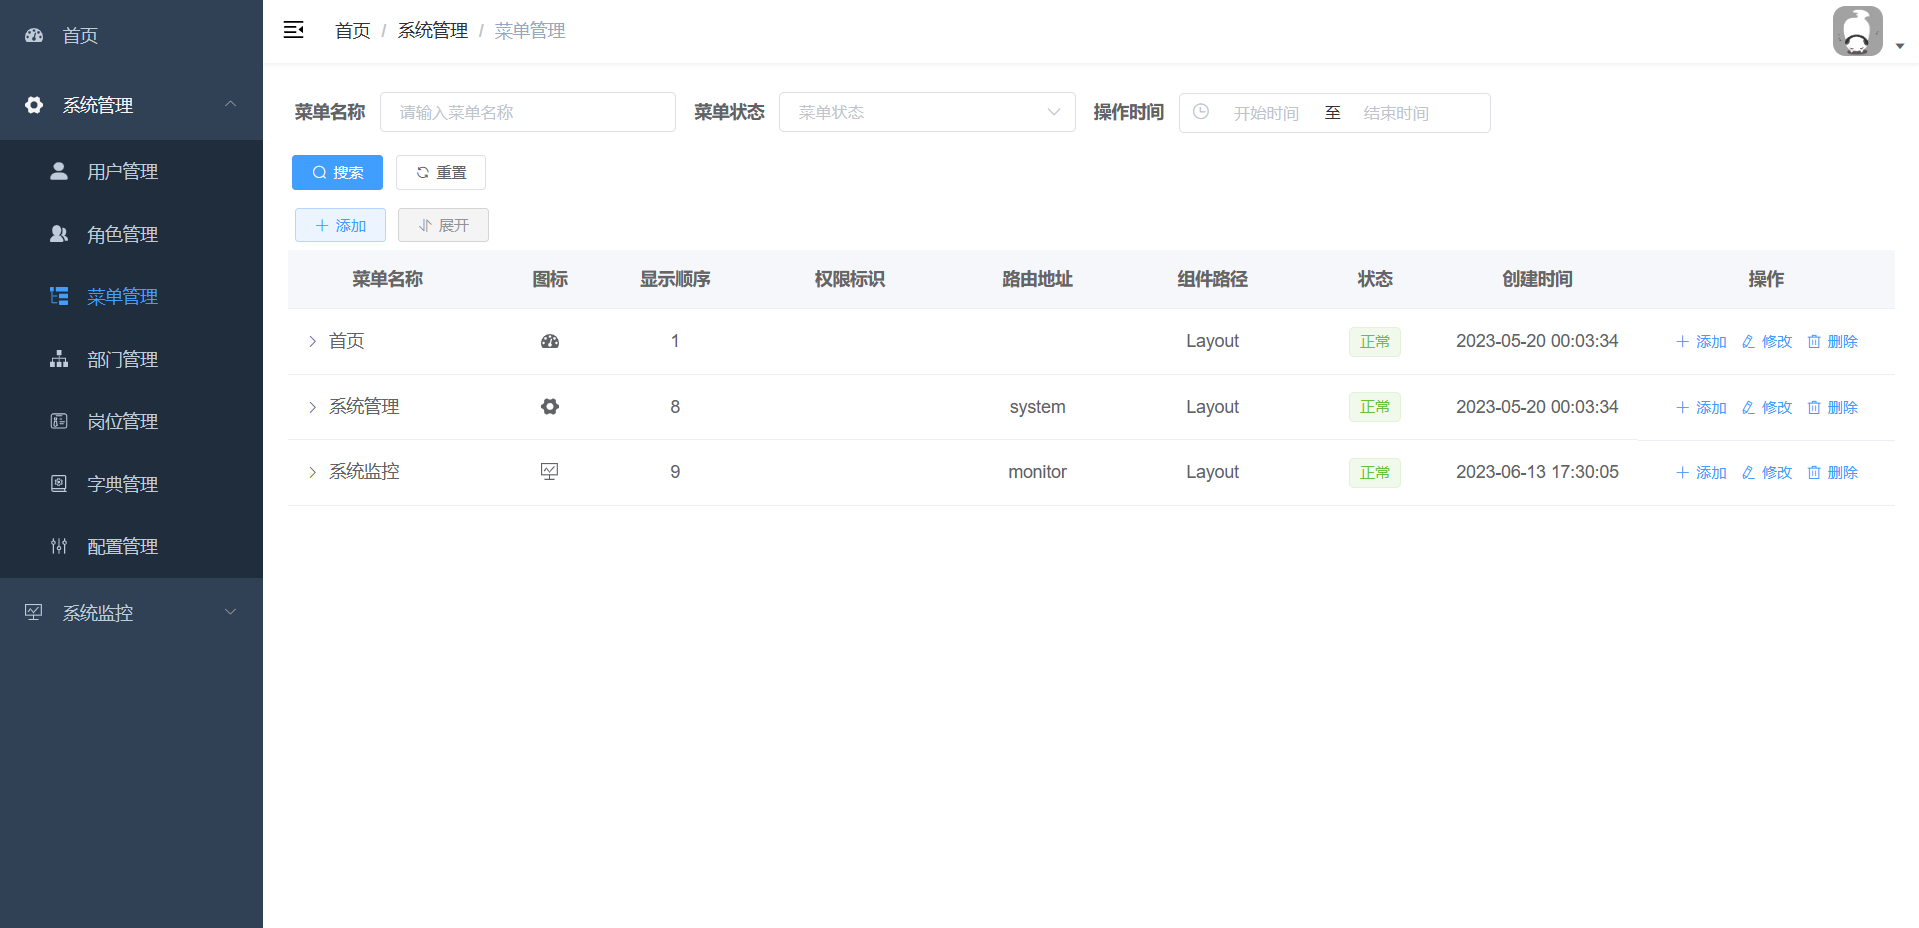 首页
系统管理
用户管理
角色管理
菜单管理
部门管理
岗位管理
字典管理
配置管理
系统监控
首页 / 系统管理 / 菜单管理
菜单名称 请输入菜单名称 菜单状态 菜单状态 操作时间 开始时间 至 结束时间
搜索 重置
添加 展开
菜单名称 图标 显示顺序 权限标识 路由地址 组件路径 状态 创建时间 操作
首页 1 Layout 正常 2023-05-20 00:03:34 添加 修改 删除
系统管理 8 system Layout 正常 2023-05-20 00:03:34 添加 修改 删除
系统监控 9 monitor Layout 正常 2023-06-13 17:30:05 添加 修改 删除